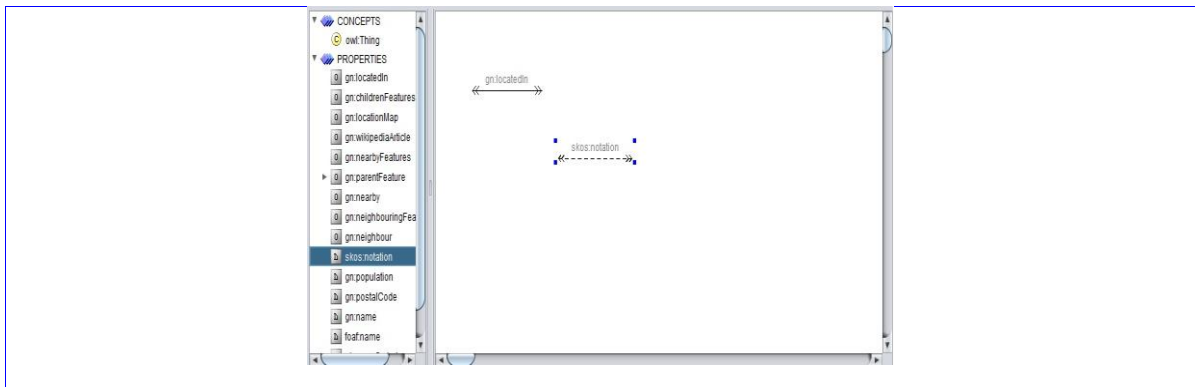 CONCEPTS
owl:Thing
PROPERTIES
gn:locatedIn
gn:childrenFeatures
gn:locationMap
gn:wikipediaArticle
gn:nearbyFeatures
gn:parentFeature
gn:nearby
gn:neighbouringFea
gn:neighbour
skos:notation
gn:population
gn:postalCode
gn:name
foaf:name
gn:locatedIn
skos:notation